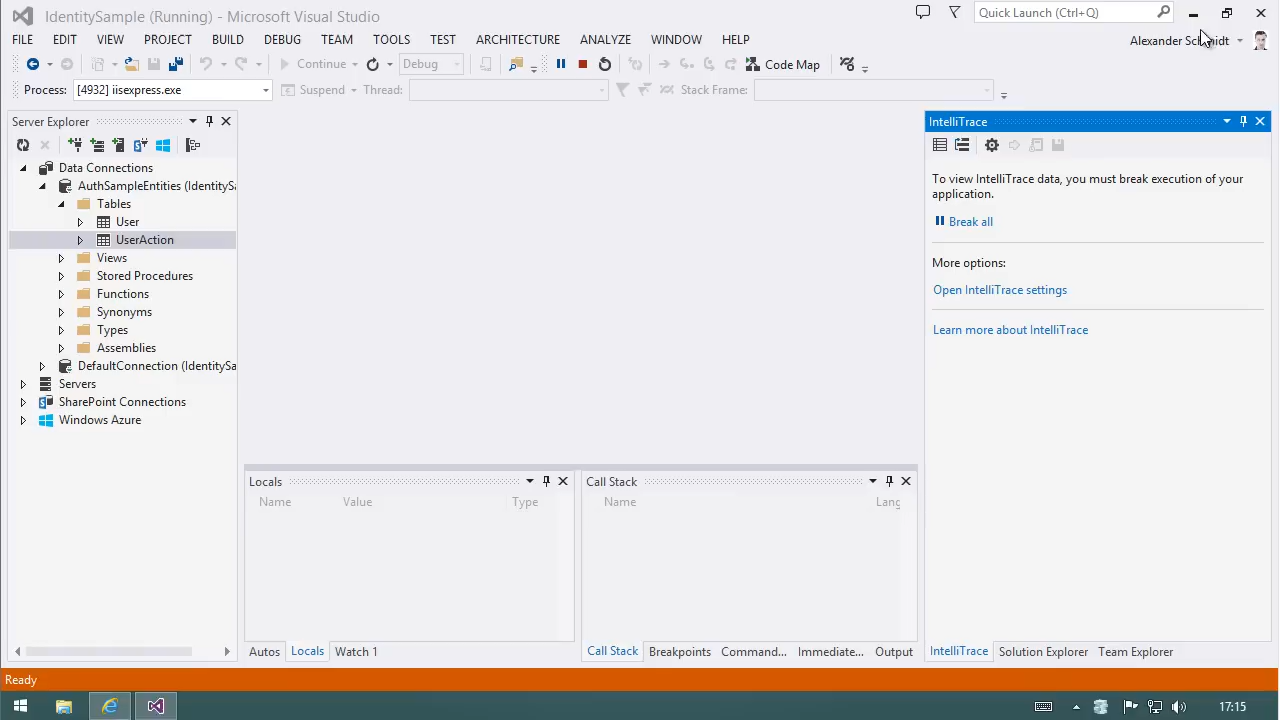 IdentitySample (Running) - Microsoft Visual Studio
Quick Launch (Ctrl+Q)
FILE EDIT VIEW PROJECT BUILD DEBUG TEAM TOOLS TEST ARCHITECTURE ANALYZE WINDOW HELP
Alexander Schmidt
Continue Debug Code Map
Process: [4932] iisexpress.exe Suspend Thread: Stack Frame:
Server Explorer
Data Connections
AuthSampleEntities (IdentitySa
Tables
User
UserAction
Views
Stored Procedures
Functions
Synonyms
Types
Assemblies
DefaultConnection (IdentitySa
Servers
SharePoint Connections
Windows Azure
Locals
Name Value Type
Autos Locals Watch 1
Call Stack
Name Lang
Call Stack Breakpoints Command... Immediate... Output
IntelliTrace
To view IntelliTrace data, you must break execution of your
application.
Break all
More options:
Open IntelliTrace settings
Learn more about IntelliTrace
IntelliTrace Solution Explorer Team Explorer
Ready
17:15